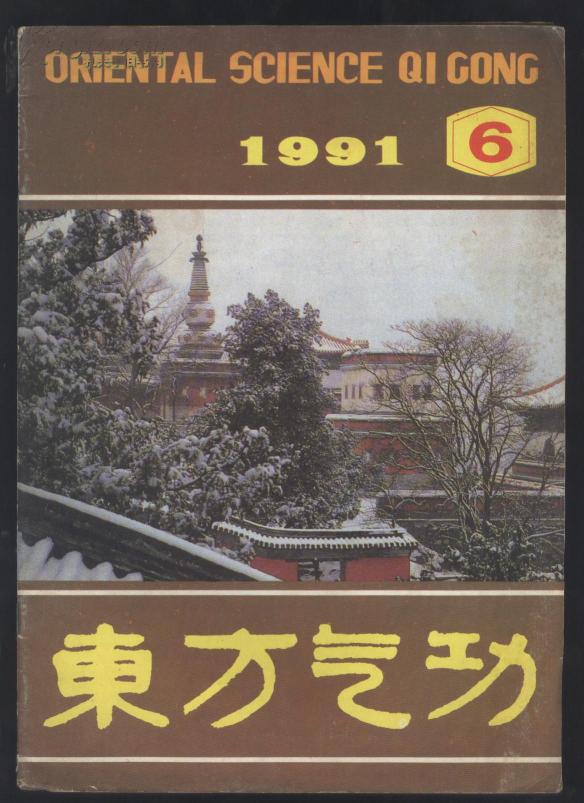 ORIENTAL SCIENCE QI GONG
1991 6
東方气功